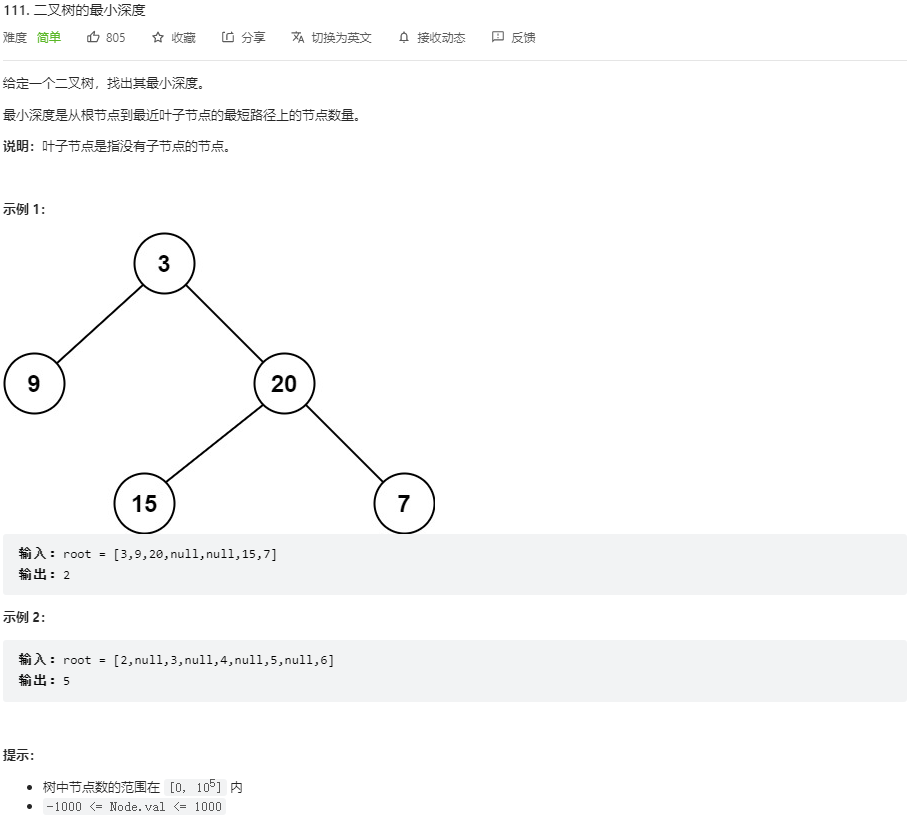 111. 二叉树的最小深度
难度 简单 805 收藏 分享 切换为英文 接收动态 反馈
给定一个二叉树，找出其最小深度。
最小深度是从根节点到最近叶子节点的最短路径上的节点数量。
说明：叶子节点是指没有子节点的节点。
示例 1：
3
9 20
15 7
输入：root = [3,9,20,null,null,15,7]
输出：2
示例 2：
输入：root = [2,null,3,null,4,null,5,null,6]
输出：5
提示：
• 树中节点数的范围在 [0, 10⁵] 内
• -1000 <= Node.val <= 1000